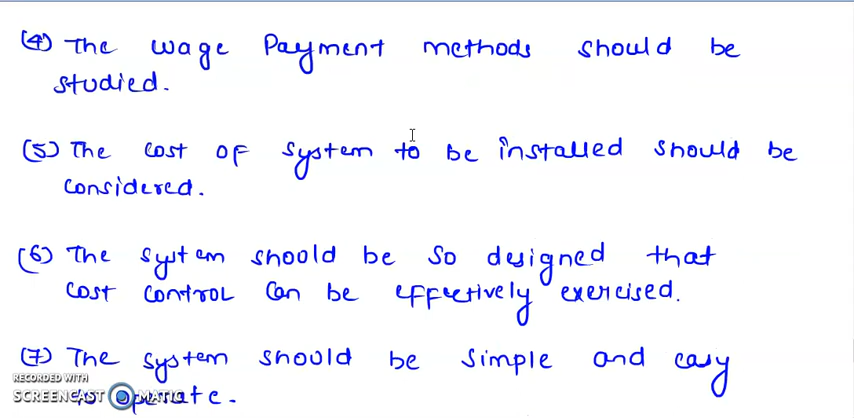 (4) The wage Payment methods should be
studied.
(5) The cost of system to be installed should be
considered.
(6) The system should be so designed that
cost control can be effectively exercised.
(7) The system should be simple and easy
to operate.
RECORDED WITH
SCREENCAST MATIC